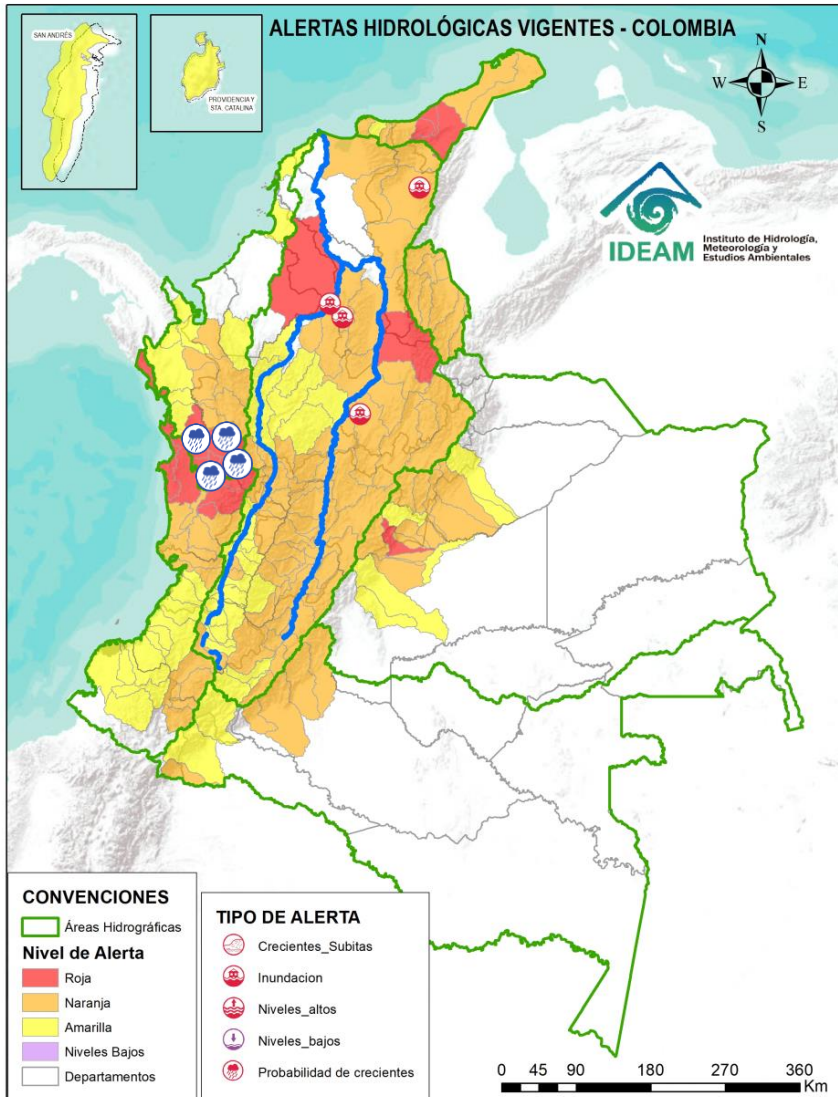 ALERTAS HIDROLÓGICAS VIGENTES - COLOMBIA
SAN ANDRÉS
PROVIDENCIA Y
STA. CATALINA
N
W
E
S
IDEAM
Instituto de Hidrología,
Meteorología y
Estudios Ambientales
CONVENCIONES
Áreas Hidrográficas
Nivel de Alerta
Roja
Naranja
Amarilla
Niveles Bajos
Departamentos
TIPO DE ALERTA
Crecientes_Subitas
Inundacion
Niveles_altos
Niveles_bajos
Probabilidad de crecientes
0 45 90 180 270 360
Km